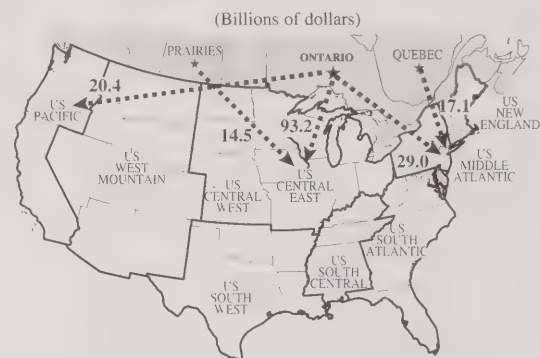 (Billions of dollars)
PRAIRIES
ONTARIO
QUEBEC
20.4
17.1
US
PACIFIC
US
NEW
ENGLAND
14.5
93.2
29.0
US
WEST
MOUNTAIN
US
CENTRAL
WEST
US
CENTRAL
EAST
US
MIDDLE
ATLANTIC
US
SOUTH
ATLANTIC
US
SOUTH
CENTRAL
US
SOUTH
WEST